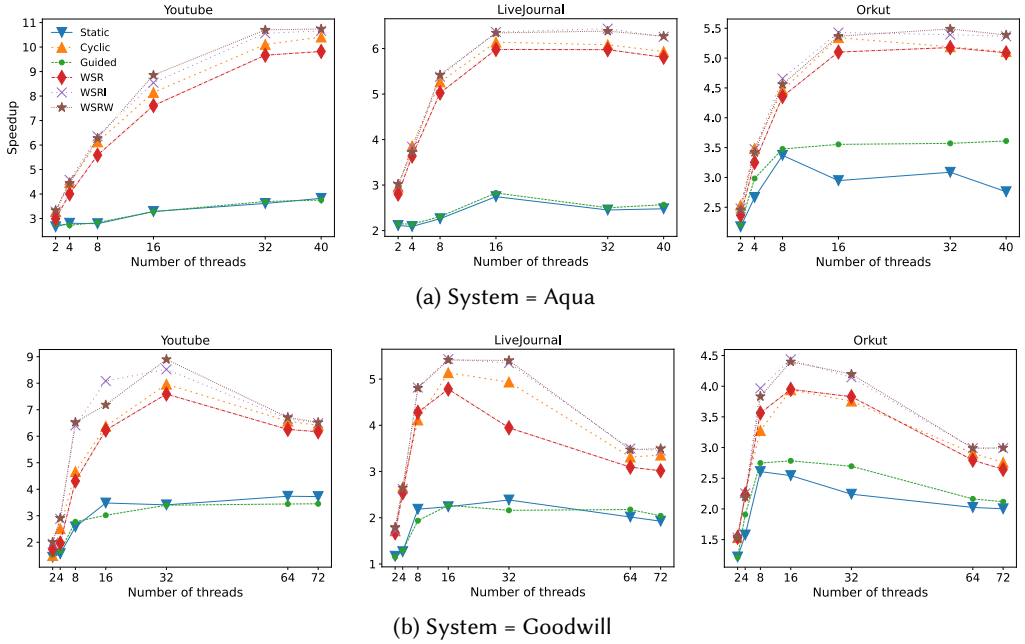 Youtube
LiveJournal
Orkut
Static
Cyclic
Guided
WSR
WSRI
WSRW
Speedup
11
10
9
8
7
6
5
4
3
2 4 8 16 32 40
Number of threads
6
5
4
3
2
2 4 8 16 32 40
Number of threads
5.5
5.0
4.5
4.0
3.5
3.0
2.5
2 4 8 16 32 40
Number of threads
(a) System = Aqua
Youtube
LiveJournal
Orkut
9
8
7
6
5
4
3
2
2 4 8 16 32 64 72
Number of threads
5
4
3
2
1
2 4 8 16 32 64 72
Number of threads
4.5
4.0
3.5
3.0
2.5
2.0
1.5
2 4 8 16 32 64 72
Number of threads
(b) System = Goodwill